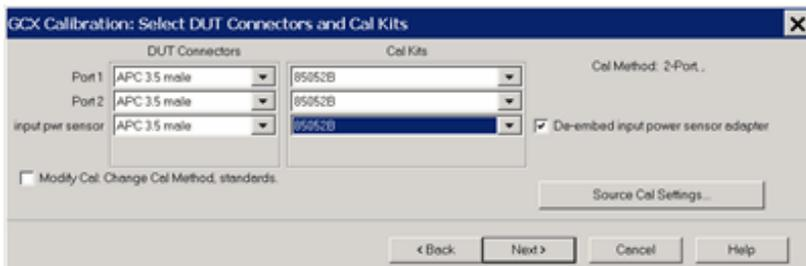 GCX Calibration: Select DUT Connectors and Cal Kits
DUT Connectors
Cal Kits
Cal Method: 2-Port,,
Port 1 APC 3.5 male 85052B
Port 2 APC 3.5 male 85052B
input pwr sensor APC 3.5 male 85052B
De-embed input power sensor adapter
Modify Cal: Change Cal Method, standards.
Source Cal Settings...
< Back Next > Cancel Help